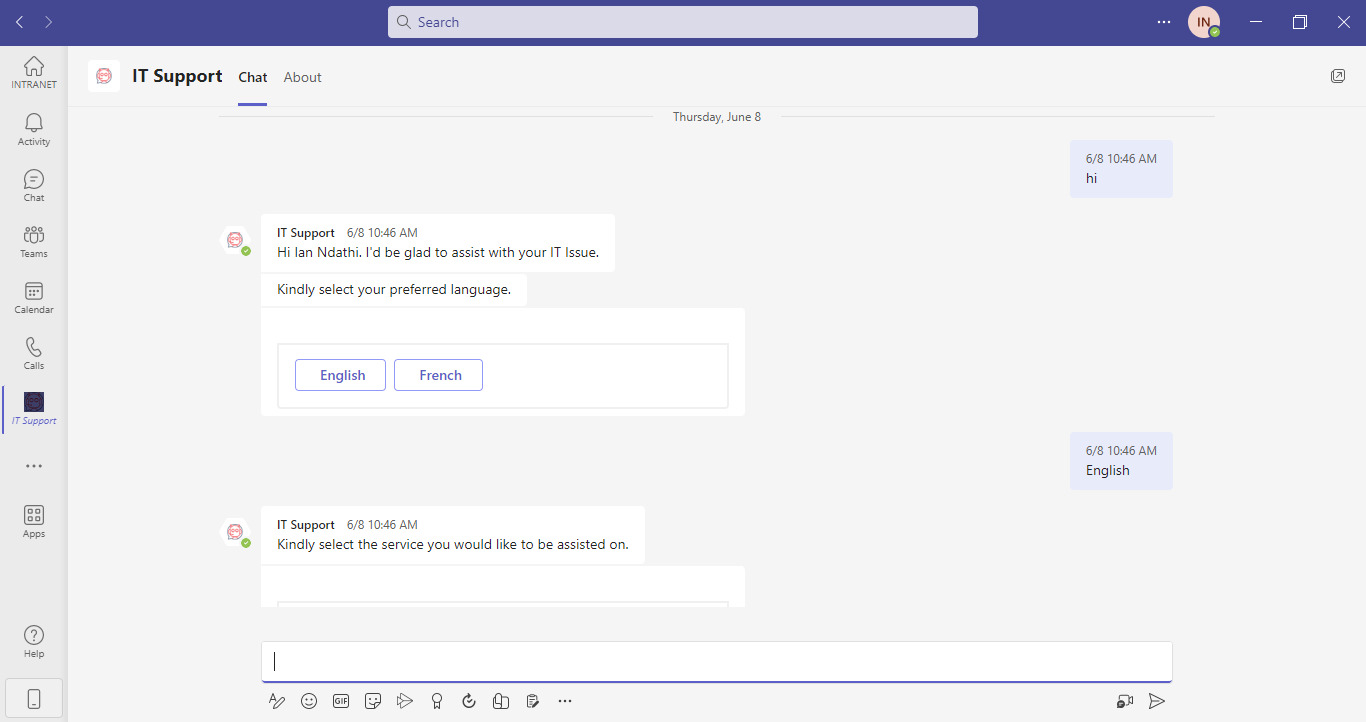 Search
IN
INTRANET
Activity
Chat
Teams
Calendar
Calls
IT Support
Apps
Help
IT Support
Chat
About
Thursday, June 8
6/8 10:46 AM
hi
IT Support 6/8 10:46 AM
Hi Ian Ndathi. I'd be glad to assist with your IT Issue.
Kindly select your preferred language.
English
French
6/8 10:46 AM
English
IT Support 6/8 10:46 AM
Kindly select the service you would like to be assisted on.
GIF